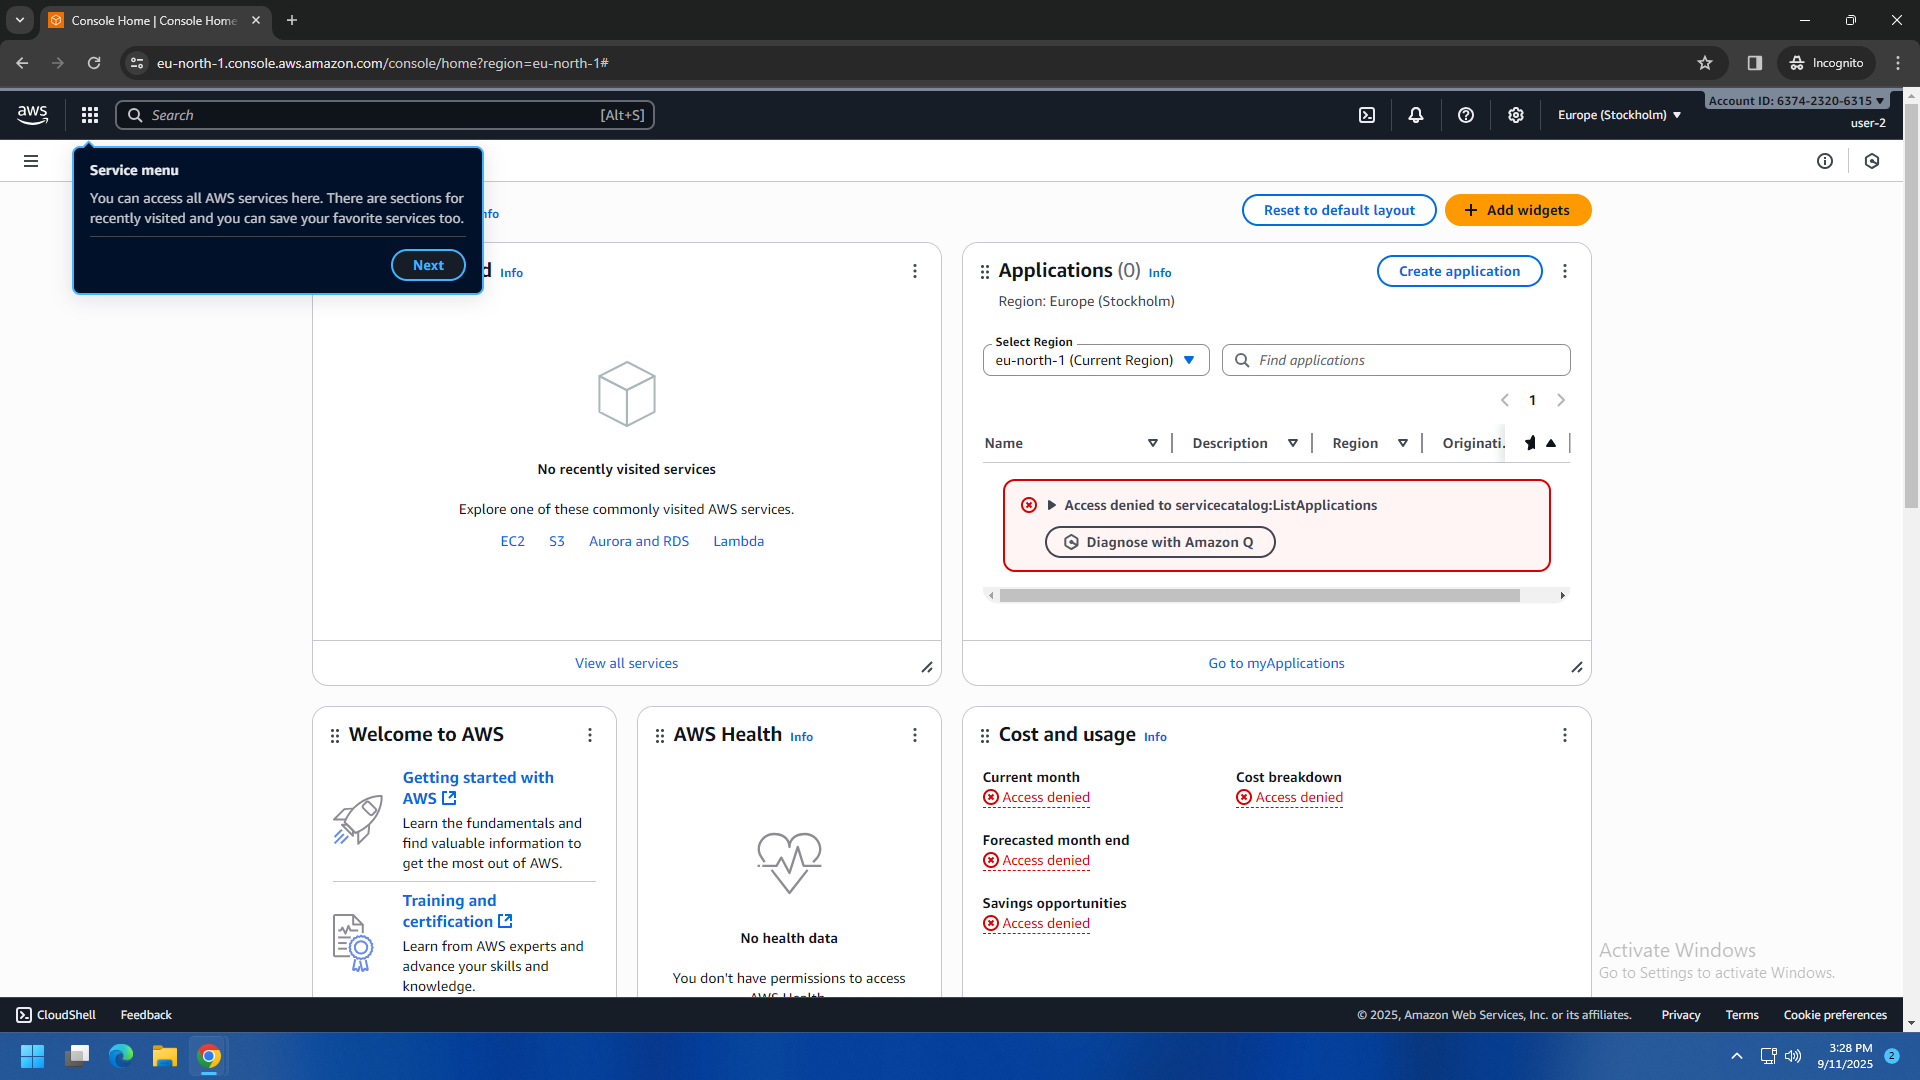 Console Home | Console Home
eu-north-1.console.aws.amazon.com/console/home?region=eu-north-1#
Incognito
aws
Search
[Alt+S]
Europe (Stockholm)
Account ID: 6374-2320-6315
user-2
Service menu
You can access all AWS services here. There are sections for
recently visited and you can save your favorite services too.
Next
nfo
Reset to default layout
Add widgets
d Info
No recently visited services
Explore one of these commonly visited AWS services.
EC2 S3 Aurora and RDS Lambda
View all services
Applications (0) Info
Create application
Region: Europe (Stockholm)
Select Region
eu-north-1 (Current Region)
Find applications
1
Name Description Region Originati.
Access denied to servicecatalog:ListApplications
Diagnose with Amazon Q
Go to myApplications
Welcome to AWS
Getting started with
AWS
Learn the fundamentals and
find valuable information to
get the most out of AWS.
Training and
certification
Learn from AWS experts and
advance your skills and
knowledge.
AWS Health Info
No health data
You don't have permissions to access
AWS Health.
Cost and usage Info
Current month
Access denied
Cost breakdown
Access denied
Forecasted month end
Access denied
Savings opportunities
Access denied
Activate Windows
Go to Settings to activate Windows.
CloudShell
Feedback
© 2025, Amazon Web Services, Inc. or its affiliates.
Privacy
Terms
Cookie preferences
3:28 PM
9/11/2025
2